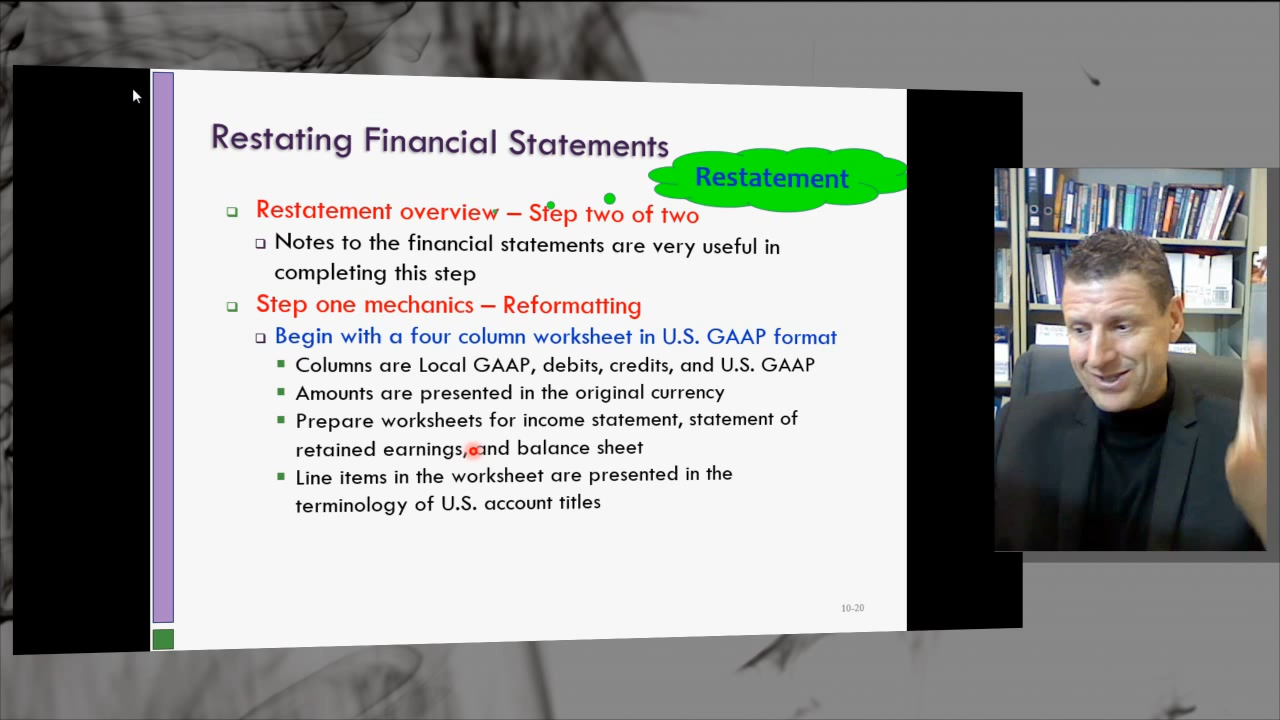 Restating Financial Statements
Restatement
Restatement overview – Step two of two
Notes to the financial statements are very useful in
completing this step
Step one mechanics – Reformatting
Begin with a four column worksheet in U.S. GAAP format
Columns are Local GAAP, debits, credits, and U.S. GAAP
Amounts are presented in the original currency
Prepare worksheets for income statement, statement of
retained earnings, and balance sheet
Line items in the worksheet are presented in the
terminology of U.S. account titles
10-20